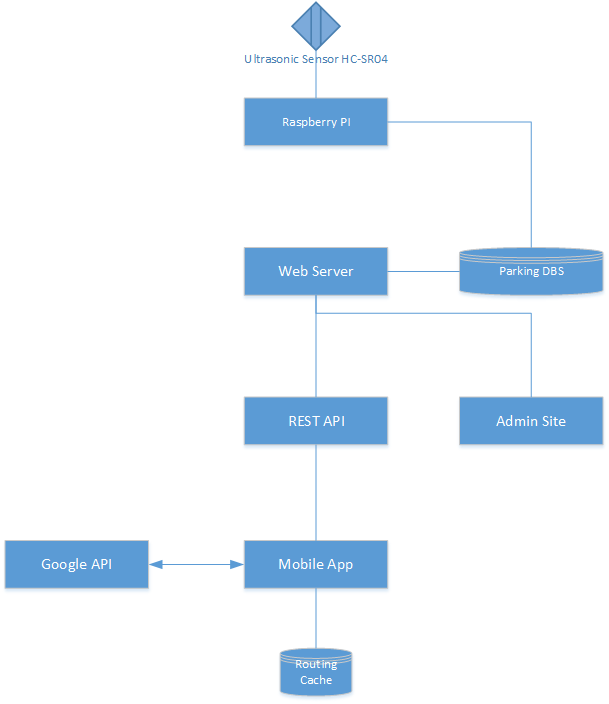 Ultrasonic Sensor HC-SR04
Raspberry PI
Web Server
Parking DBS
REST API
Admin Site
Google API
Mobile App
Routing
Cache